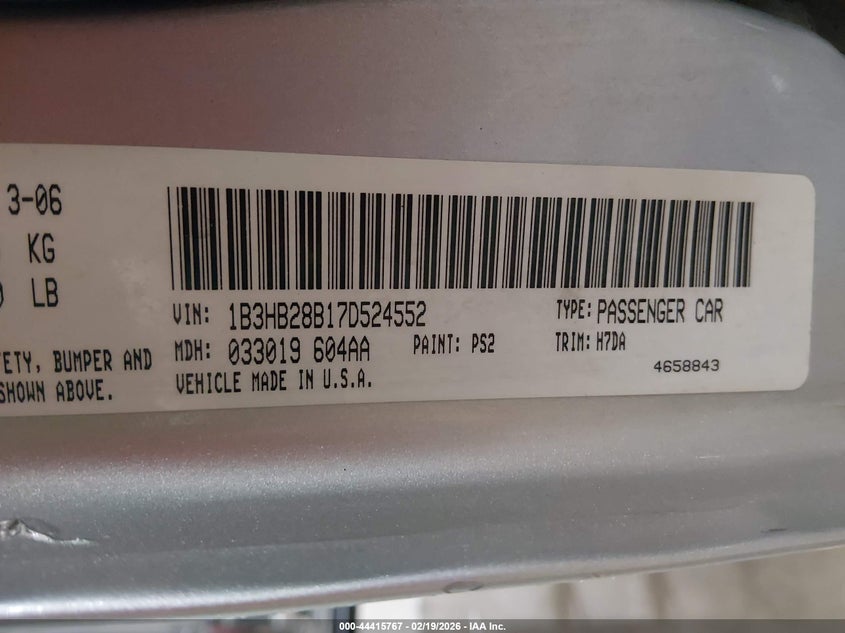 3-06
KG
LB
VIN: 1B3HB28B17D524552 TYPE: PASSENGER CAR
MDH: 033019 604AA PAINT: PS2 TRIM: H7DA
VEHICLE MADE IN U.S.A. 4658843
BUMPER AND
SHOWN ABOVE.
000-44415767 - 02/19/2026 - IAA Inc.